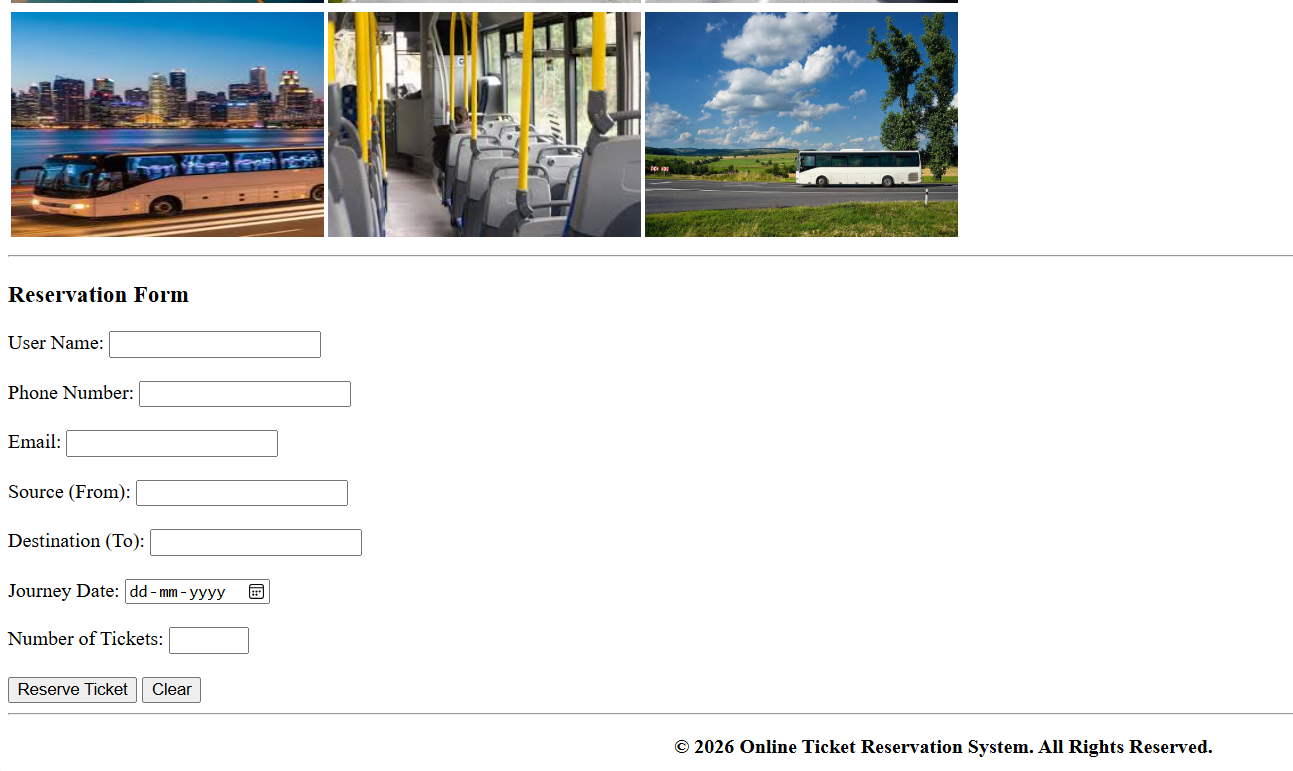 Reservation Form
User Name:
Phone Number:
Email:
Source (From):
Destination (To):
Journey Date: dd-mm-yyyy
Number of Tickets:
Reserve Ticket Clear
© 2026 Online Ticket Reservation System. All Rights Reserved.